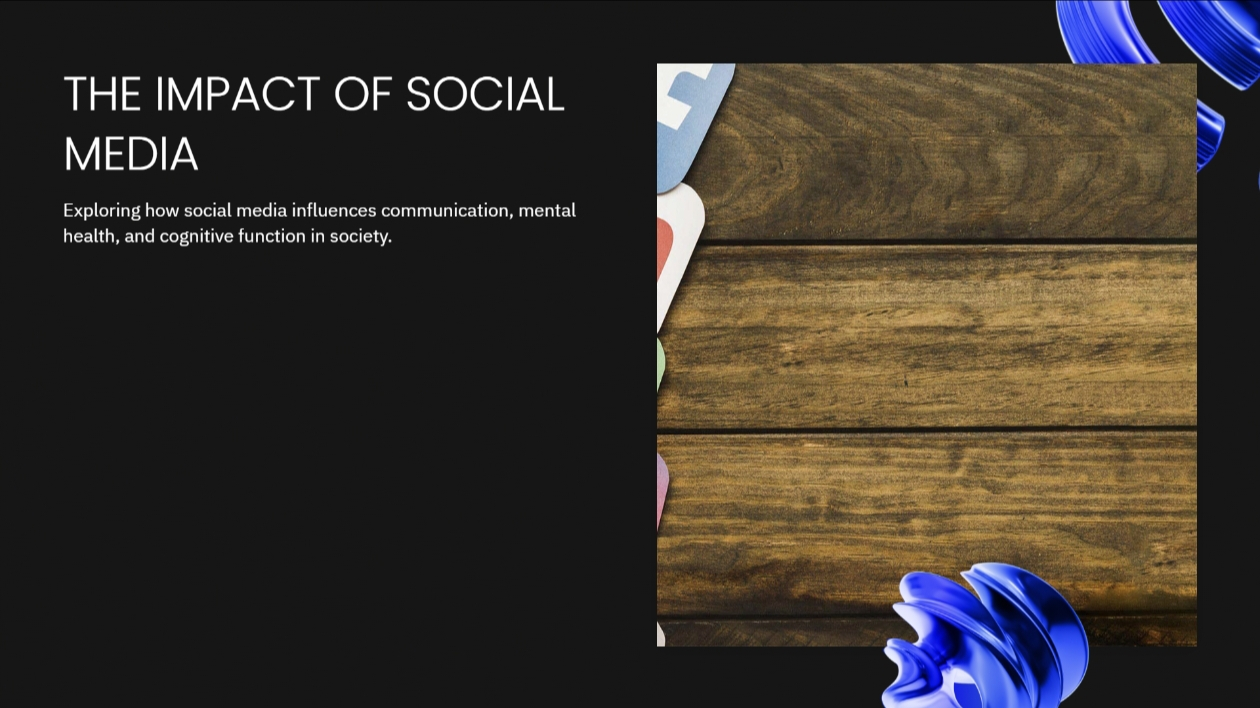 THE IMPACT OF SOCIAL
MEDIA
Exploring how social media influences communication, mental
health, and cognitive function in society.